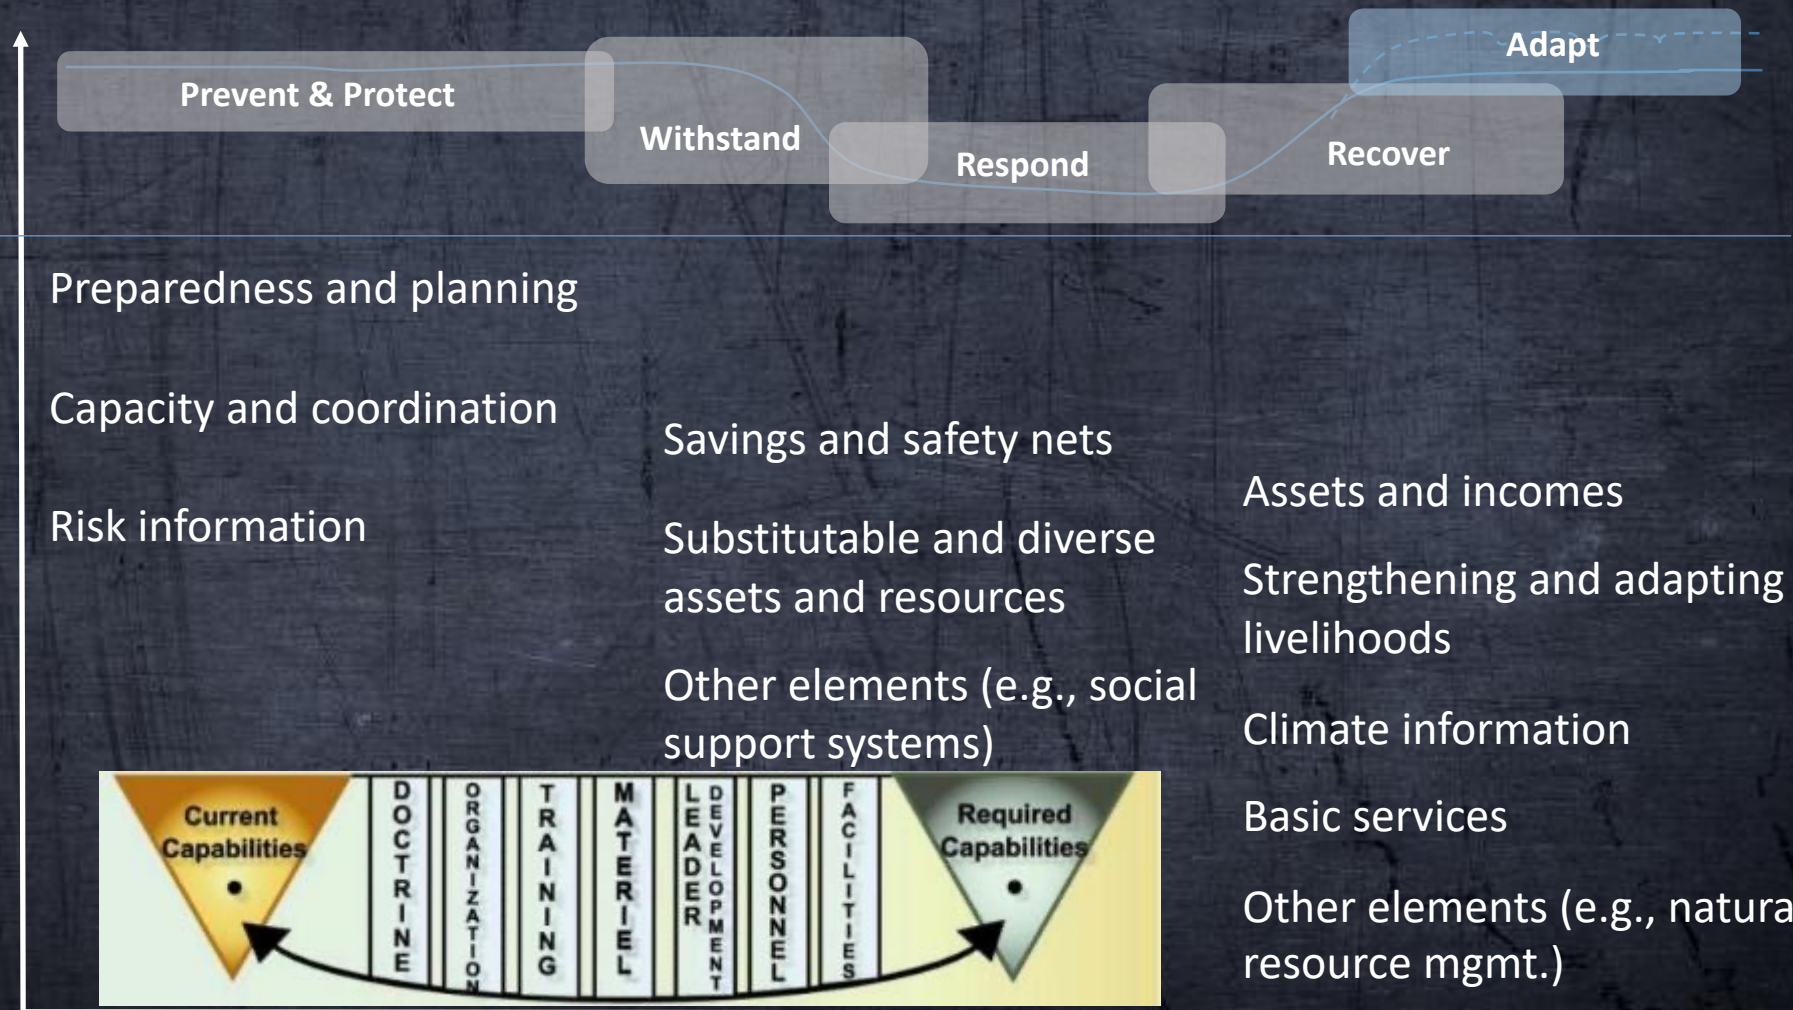 Prevent & Protect
Withstand
Respond
Recover
Adapt
Preparedness and planning
Capacity and coordination
Risk information
Savings and safety nets
Substitutable and diverse
assets and resources
Other elements (e.g., social
support systems)
Assets and incomes
Strengthening and adapting
livelihoods
Climate information
Basic services
Other elements (e.g., natura
resource mgmt.)
Current
Capabilities
DOCTRINE
ORGANIZATION
TRAINING
MATERIEL
LEADER
DEVELOPMENT
PERSONNEL
FACILITIES
Required
Capabilities